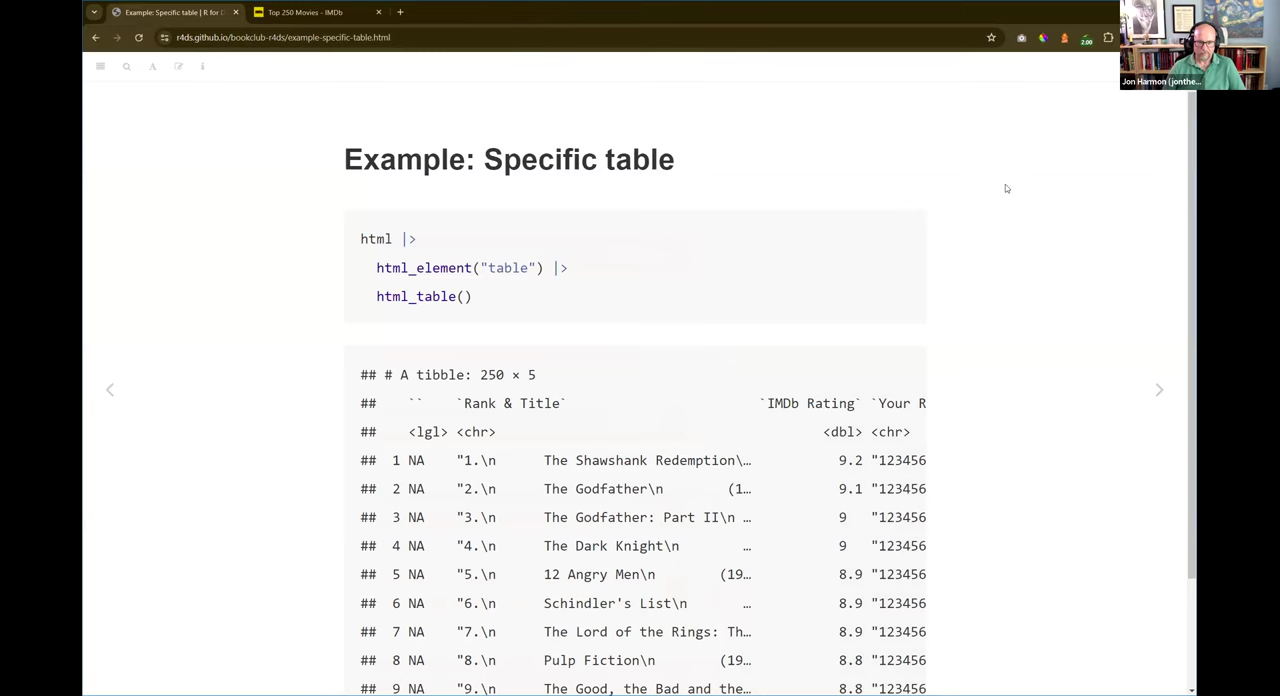 Example: Specific table | R for D
Top 250 Movies - IMDb
r4ds.github.io/bookclub-r4ds/example-specific-table.html
2.00
Jon Harmon (jonthe...
Example: Specific table
html |>
html_element("table") |>
html_table()
## # A tibble: 250 × 5
## `` `Rank & Title` `IMDb Rating` `Your R
## <lgl> <chr> <dbl> <chr>
## 1 NA "1.\n The Shawshank Redemption\… 9.2 "123456
## 2 NA "2.\n The Godfather\n (1… 9.1 "123456
## 3 NA "3.\n The Godfather: Part II\n … 9 "123456
## 4 NA "4.\n The Dark Knight\n … 9 "123456
## 5 NA "5.\n 12 Angry Men\n (19… 8.9 "123456
## 6 NA "6.\n Schindler's List\n … 8.9 "123456
## 7 NA "7.\n The Lord of the Rings: Th… 8.9 "123456
## 8 NA "8.\n Pulp Fiction\n (19… 8.8 "123456
## 9 NA "9.\n The Good, the Bad and the… 8.8 "123456